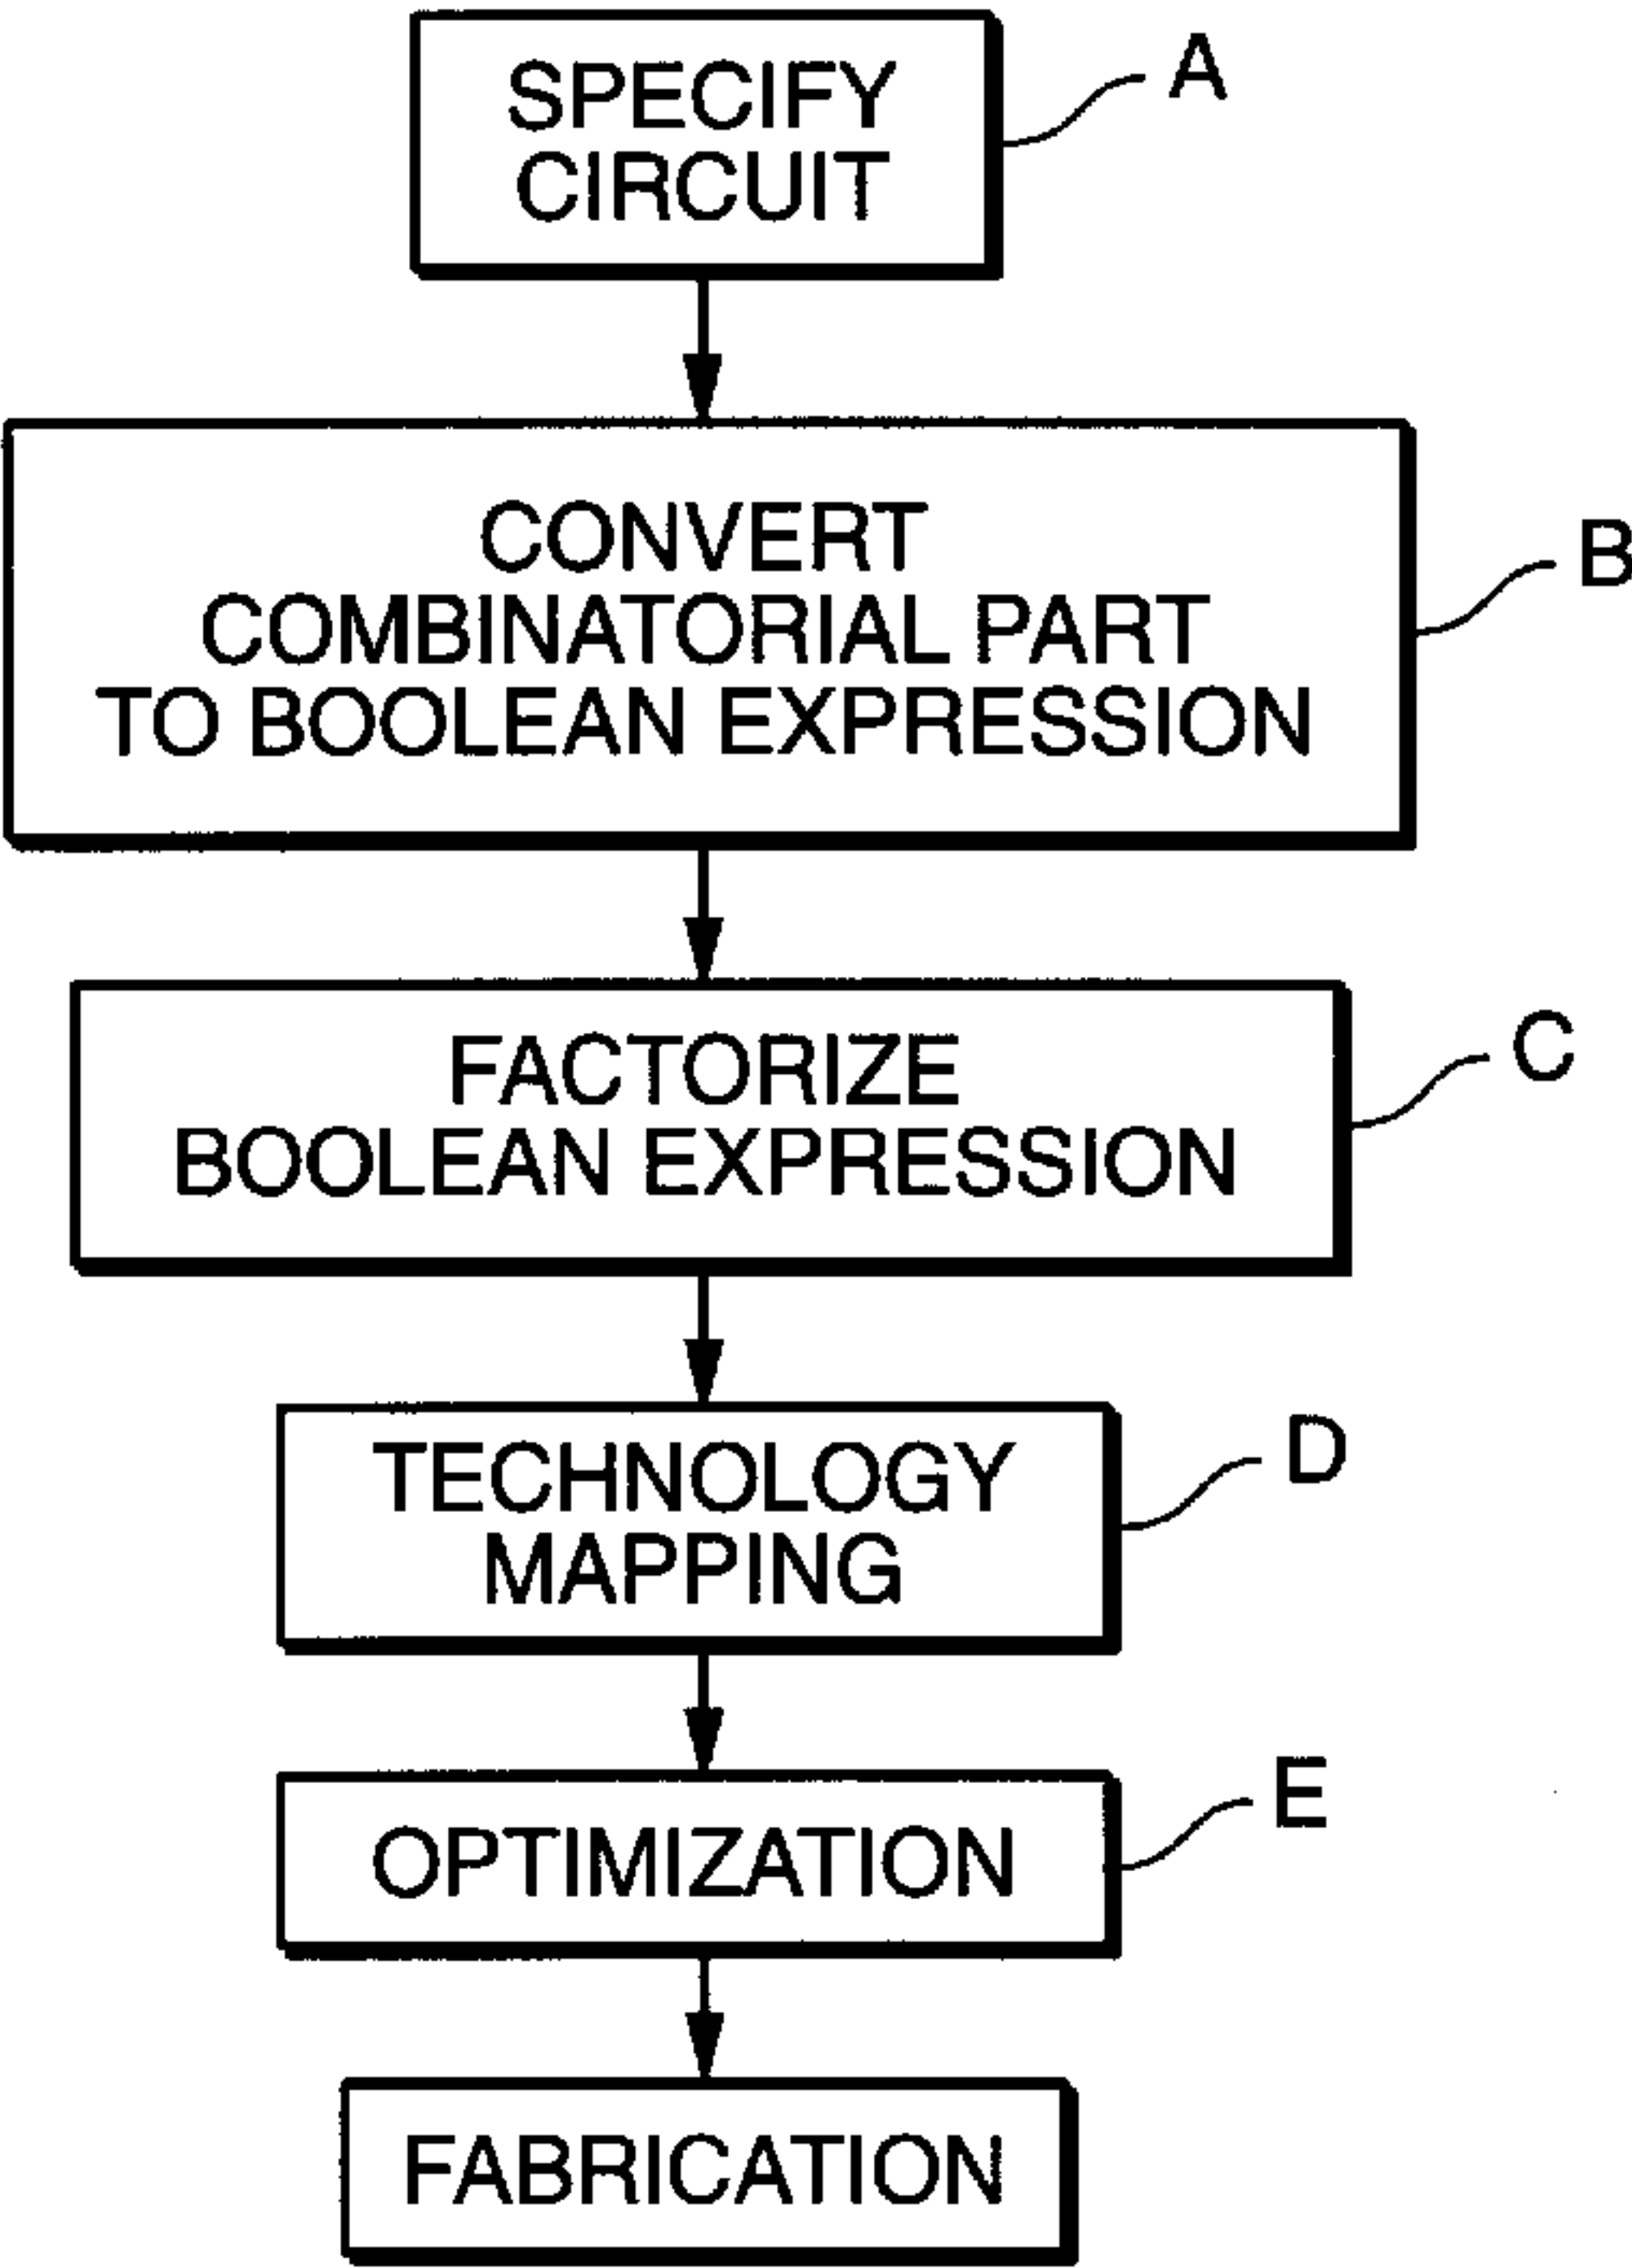 SPECIFY
CIRCUIT
A
CONVERT
COMBINATORIAL PART
TO BOOLEAN EXPRESSION
B
FACTORIZE
BOOLEAN EXPRESSION
C
TECHNOLOGY
MAPPING
D
OPTIMIZATION
E
FABRICATION